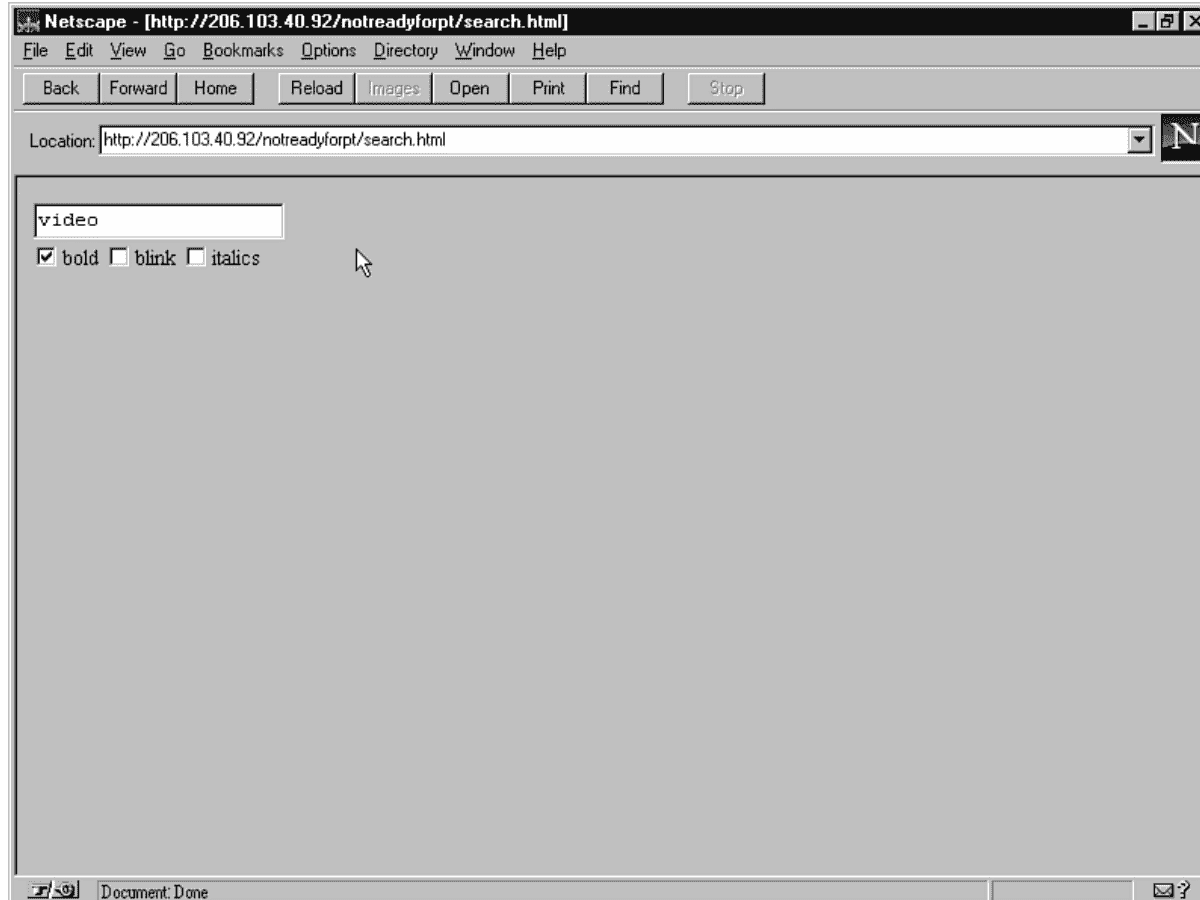 Netscape - [http://206.103.40.92/notreadyforpt/search.html]
File Edit View Go Bookmarks Options Directory Window Help
Back Forward Home Reload Images Open Print Find Stop
Location: http://206.103.40.92/notreadyforpt/search.html
N
video
bold blink italics
Document: Done
?